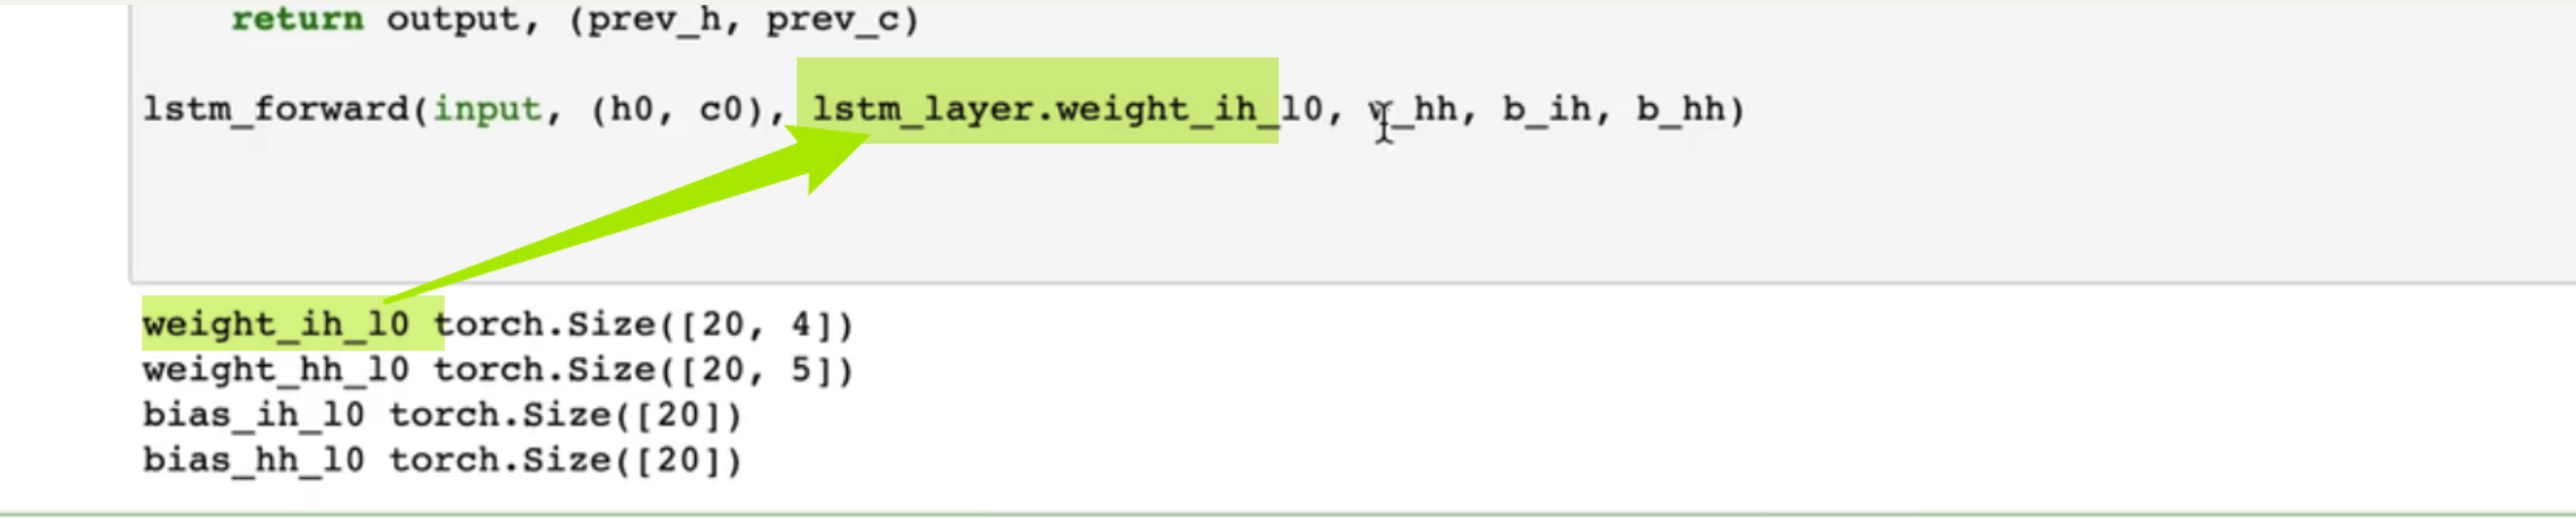 return output, (prev_h, prev_c)
lstm_forward(input, (h0, c0), lstm_layer.weight_ih_l0, w_hh, b_ih, b_hh)
weight_ih_l0 torch.Size([20, 4])
weight_hh_l0 torch.Size([20, 5])
bias_ih_l0 torch.Size([20])
bias_hh_l0 torch.Size([20])